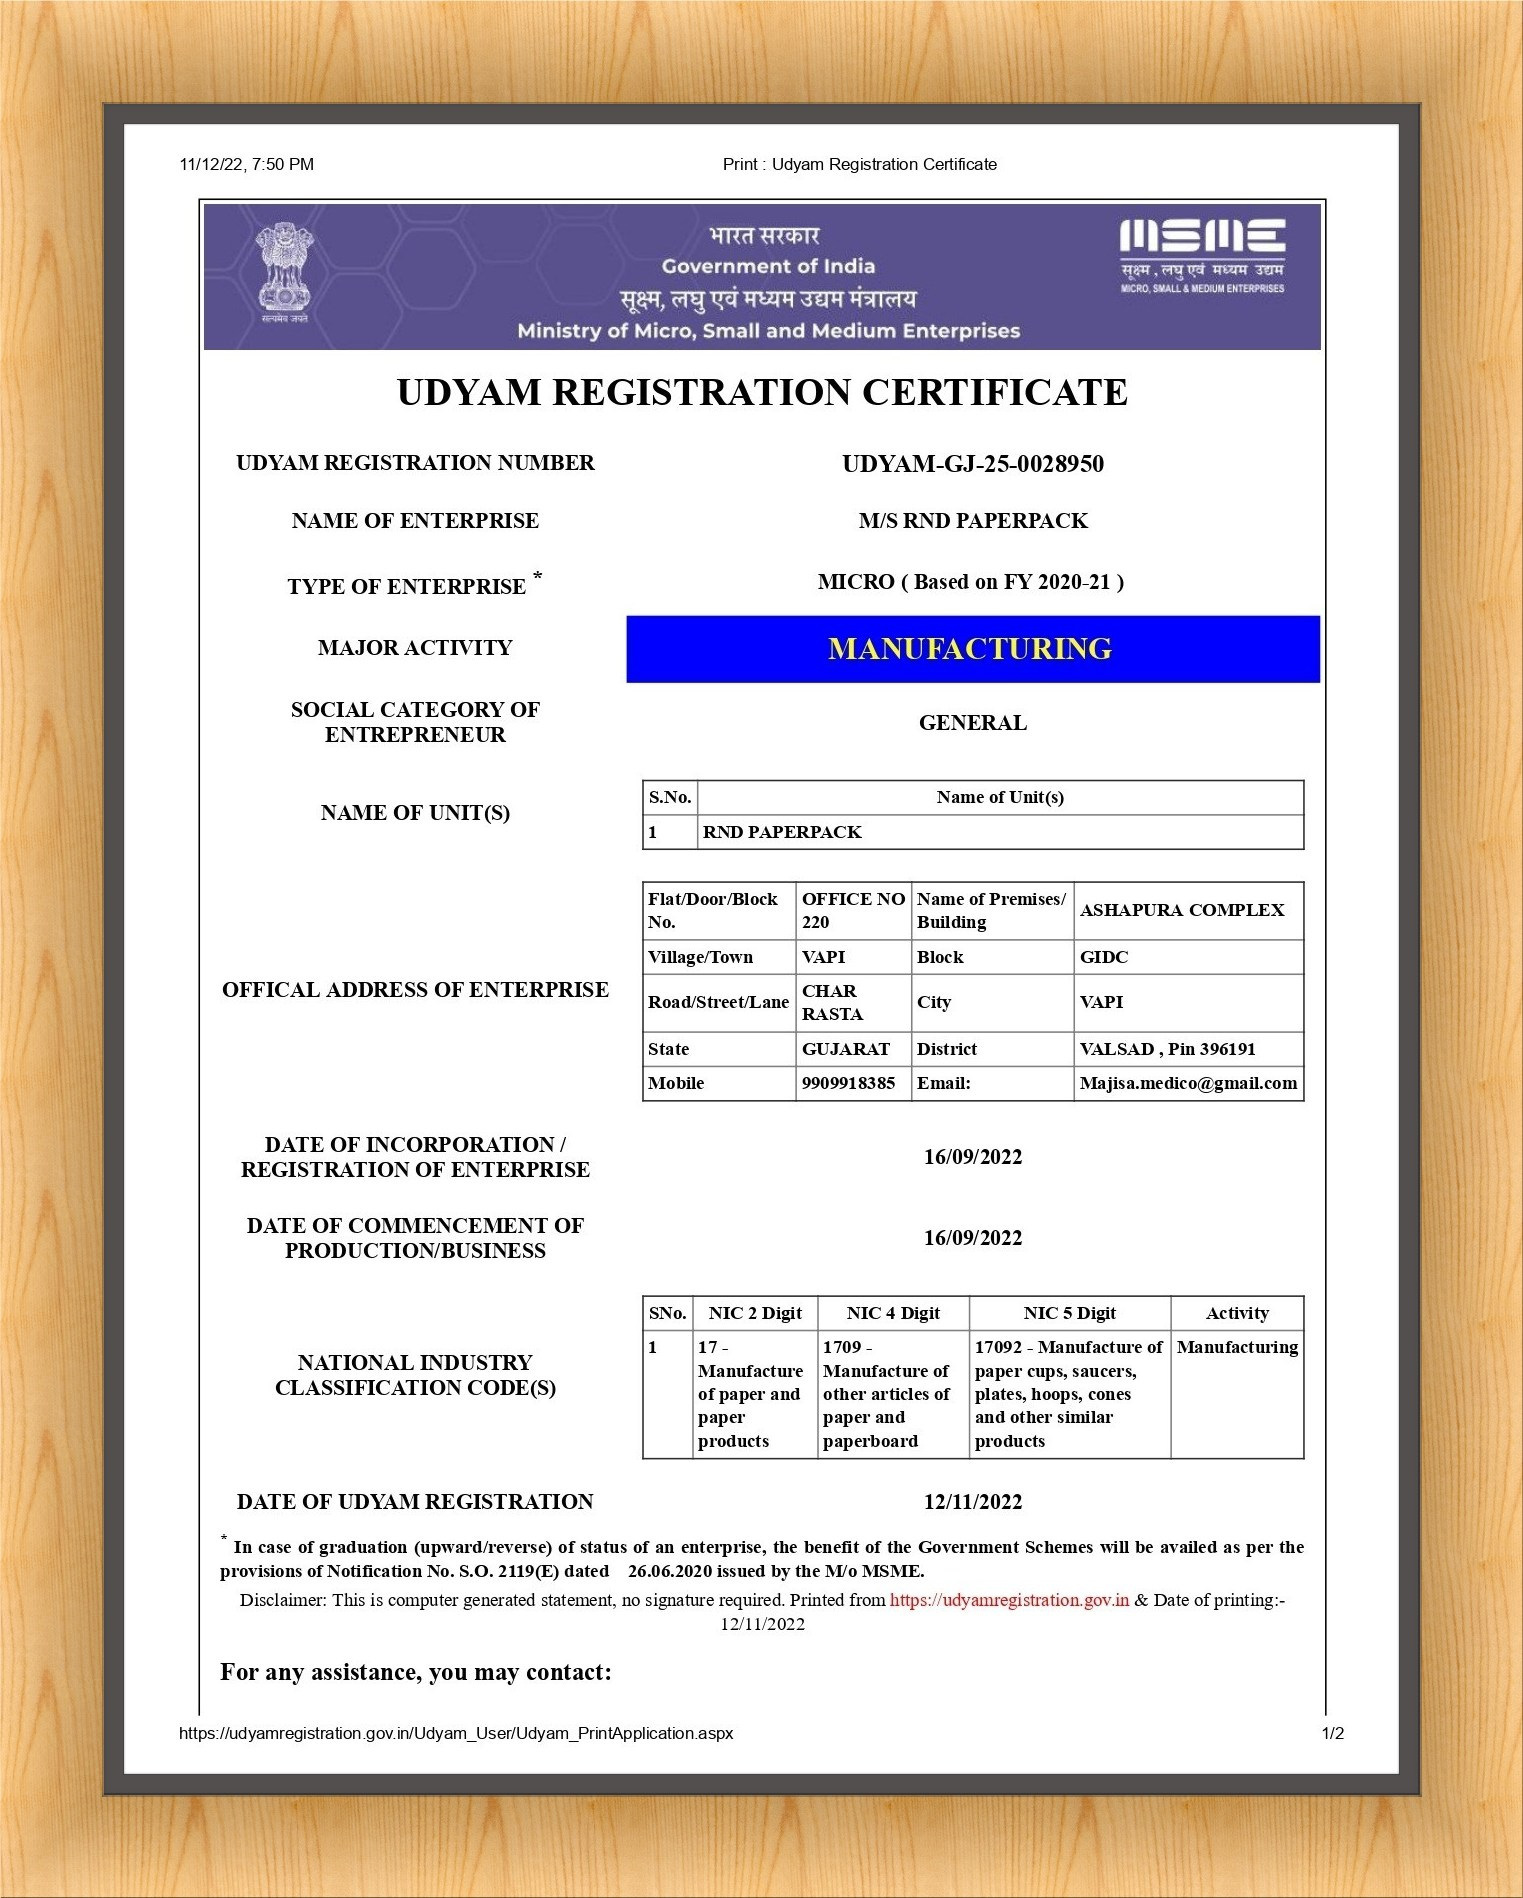 11/12/22, 7:50 PM Print : Udyam Registration Certificate
भारत सरकार
Government of India
सूक्ष्म, लघु एवं मध्यम उद्यम मंत्रालय
Ministry of Micro, Small and Medium Enterprises
सत्यमेव जयते
MSME
सूक्ष्म , लघु एवं मध्यम उद्यम
MICRO, SMALL & MEDIUM ENTERPRISES
UDYAM REGISTRATION CERTIFICATE
UDYAM REGISTRATION NUMBER UDYAM-GJ-25-0028950
NAME OF ENTERPRISE M/S RND PAPERPACK
TYPE OF ENTERPRISE * MICRO ( Based on FY 2020-21 )
MAJOR ACTIVITY MANUFACTURING
SOCIAL CATEGORY OF
ENTREPRENEUR
GENERAL
NAME OF UNIT(S)
S.No. Name of Unit(s)
1 RND PAPERPACK
OFFICAL ADDRESS OF ENTERPRISE
Flat/Door/Block
No.
OFFICE NO
220
Name of Premises/
Building
ASHAPURA COMPLEX
Village/Town VAPI Block GIDC
Road/Street/Lane
CHAR
RASTA
City VAPI
State GUJARAT District VALSAD , Pin 396191
Mobile 9909918385 Email: Majisa.medico@gmail.com
DATE OF INCORPORATION /
REGISTRATION OF ENTERPRISE
16/09/2022
DATE OF COMMENCEMENT OF
PRODUCTION/BUSINESS
16/09/2022
NATIONAL INDUSTRY
CLASSIFICATION CODE(S)
SNo. NIC 2 Digit NIC 4 Digit NIC 5 Digit Activity
1
17 -
Manufacture
of paper and
paper
products
1709 -
Manufacture of
other articles of
paper and
paperboard
17092 - Manufacture of
paper cups, saucers,
plates, hoops, cones
and other similar
products
Manufacturing
DATE OF UDYAM REGISTRATION 12/11/2022
* In case of graduation (upward/reverse) of status of an enterprise, the benefit of the Government Schemes will be availed as per the
provisions of Notification No. S.O. 2119(E) dated 26.06.2020 issued by the M/o MSME.
Disclaimer: This is computer generated statement, no signature required. Printed from https://udyamregistration.gov.in & Date of printing:-
12/11/2022
For any assistance, you may contact:
https://udyamregistration.gov.in/Udyam_User/Udyam_PrintApplication.aspx 1/2